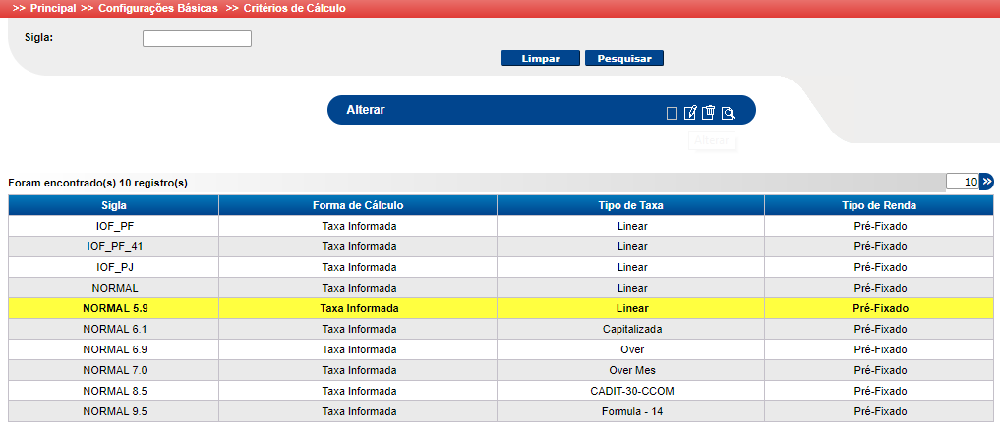 >> Principal >> Configurações Básicas >> Critérios de Cálculo
Sigla:
Limpar Pesquisar
Alterar
Alterar
Foram encontrado(s) 10 registro(s) 10
Sigla Forma de Cálculo Tipo de Taxa Tipo de Renda
IOF_PF Taxa Informada Linear Pré-Fixado
IOF_PF_41 Taxa Informada Linear Pré-Fixado
IOF_PJ Taxa Informada Linear Pré-Fixado
NORMAL Taxa Informada Linear Pré-Fixado
NORMAL 5.9 Taxa Informada Linear Pré-Fixado
NORMAL 6.1 Taxa Informada Capitalizada Pré-Fixado
NORMAL 6.9 Taxa Informada Over Pré-Fixado
NORMAL 7.0 Taxa Informada Over Mes Pré-Fixado
NORMAL 8.5 Taxa Informada CADIT-30-CCOM Pré-Fixado
NORMAL 9.5 Taxa Informada Formula - 14 Pré-Fixado